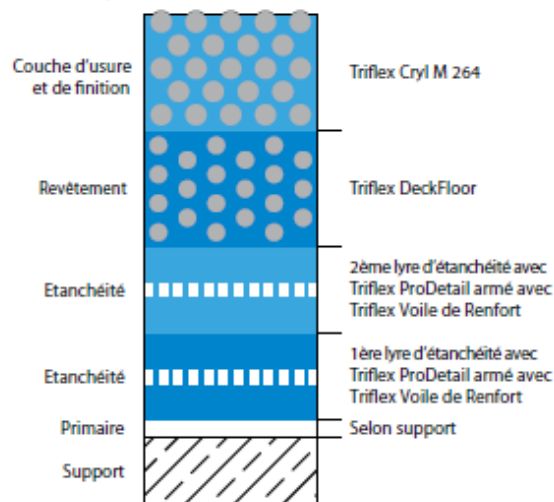 Couche d'usure
et de finition
Triflex Cryl M 264
Revêtement
Triflex DeckFloor
Etanchéité
2ème lyre d'étanchéité avec
Triflex ProDetail armé avec
Triflex Voile de Renfort
Etanchéité
1ère lyre d'étanchéité avec
Triflex ProDetail armé avec
Triflex Voile de Renfort
Primaire
Selon support
Support